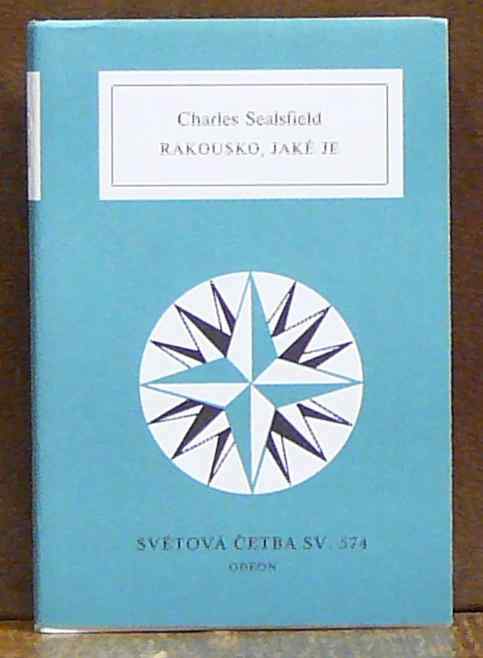 Charles Sealsfield
RAKOUSKO, JAKÉ JE
SVĚTOVÁ ČETBA SV. 574
ODEON